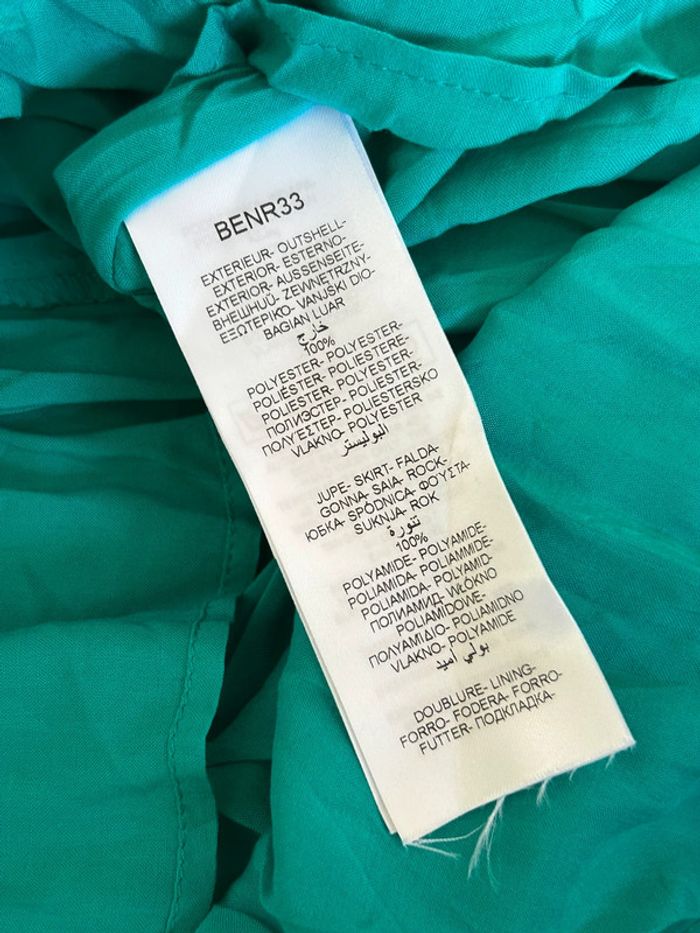 BENR33
EXTERIEUR- OUTSHELL-
EXTERIOR- ESTERNO-
EXTERIOR- AUSSENSEITE-
ВНЕШНИЙ- ZEWNETRZNY-
ΕΞΩΤΕΡΙΚΟ- VANJSKI DIO-
BAGIAN LUAR
خارج
100%
POLYESTER- POLYESTER-
POLIÉSTER- POLIESTERE-
POLIESTER- POLYESTER-
ПОЛИЭСТЕР- POLIESTER-
ΠΟΛΥΕΣΤΕΡ- POLIESTERSKO
VLAKNO- POLYESTER
البوليستر
JUPE- SKIRT- FALDA-
GONNA- SAIA- ROCK-
ЮБКА- SPÓDNICA- ΦΟΥΣΤΑ-
SUKNJA- ROK
تنورة
100%
POLYAMIDE- POLYAMIDE-
POLIAMIDA- POLIAMMIDE-
POLIAMIDA- POLYAMID-
ПОЛИАМИД- WŁÓKNO
POLIAMIDOWE-
ΠΟΛΥΑΜΊΔΙΟ- POLIAMIDNO
VLAKNO- POLYAMIDE
بولي أميد
DOUBLURE- LINING-
FORRO- FODERA- FORRO-
FUTTER- ПОДКЛАДКА-